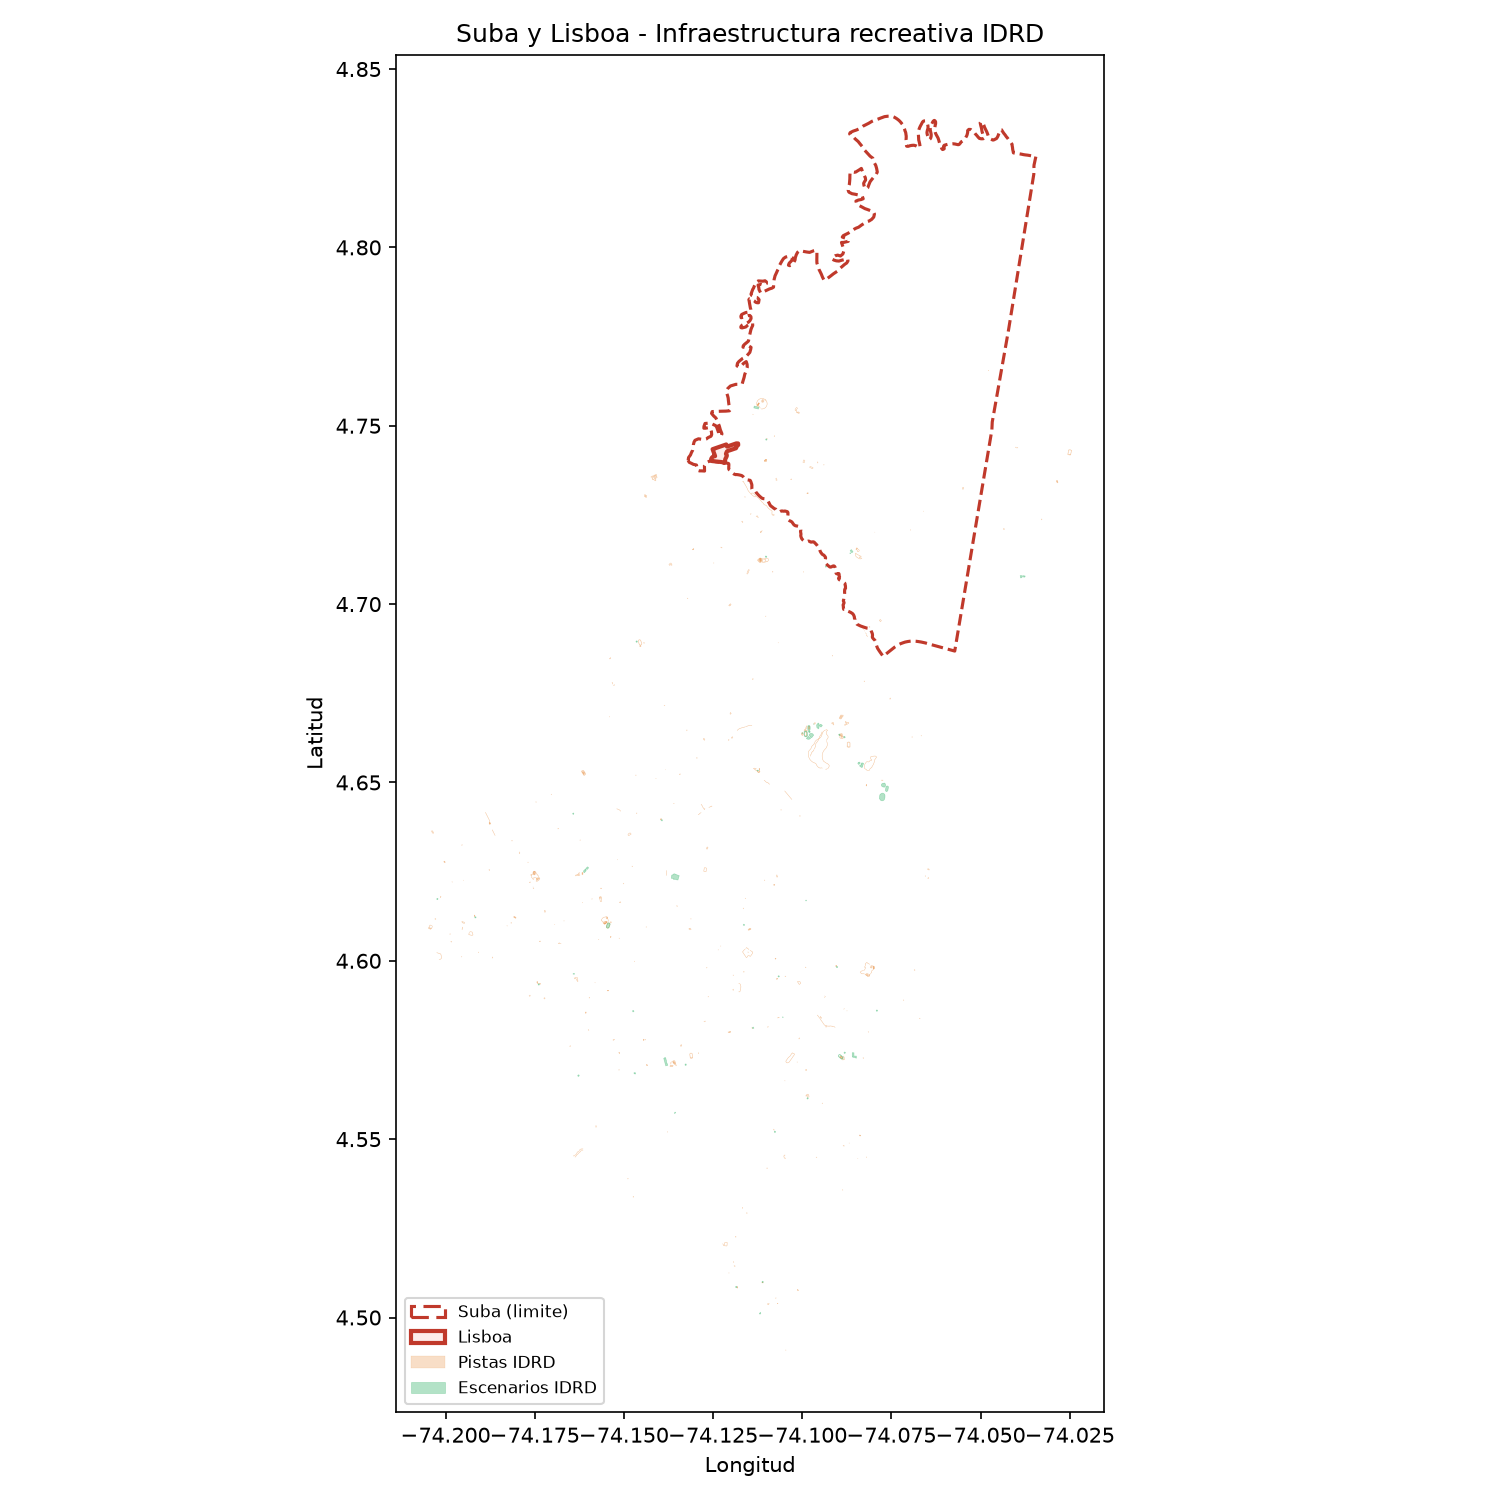 Suba y Lisboa - Infraestructura recreativa IDRD
4.85
4.80
4.75
4.70
4.65
4.60
4.55
4.50
Latitud
Suba (limite)
Lisboa
Pistas IDRD
Escenarios IDRD
−74.200 −74.175 −74.150 −74.125 −74.100 −74.075 −74.050 −74.025
Longitud